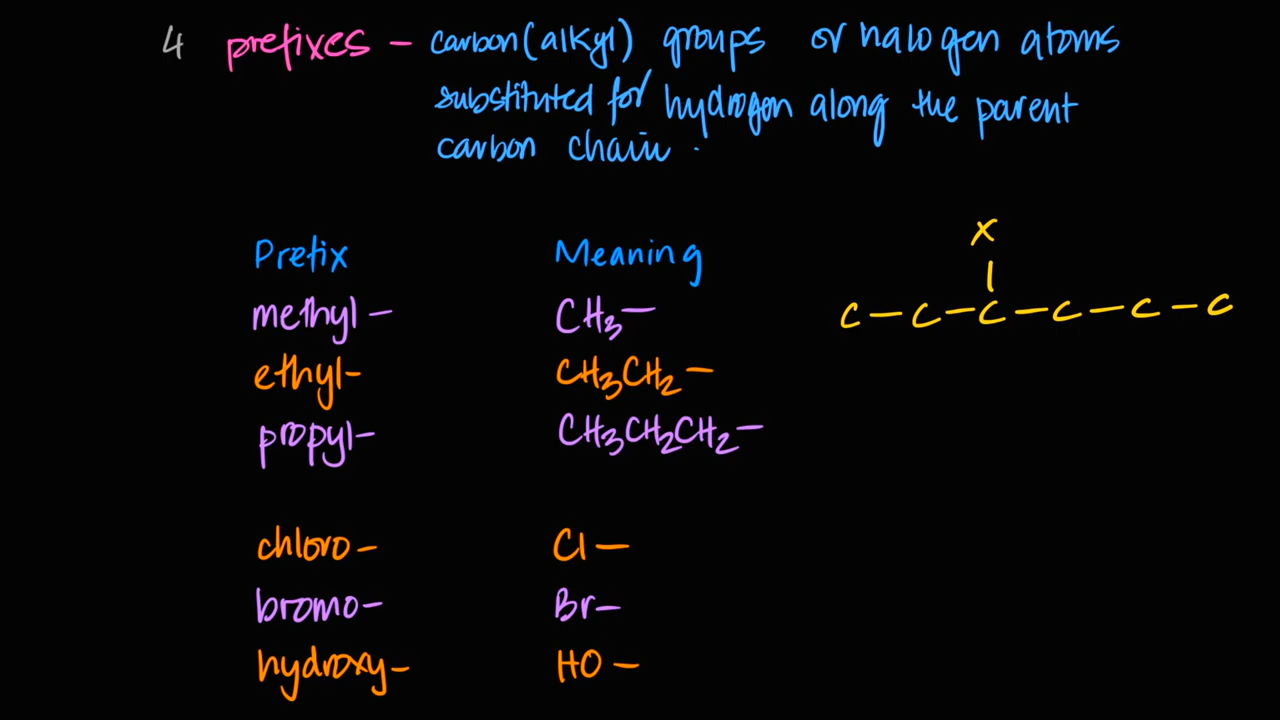 4 prefixes - carbon(alkyl) groups or halogen atoms
substituted for hydrogen along the parent
carbon chain.
Prefix Meaning
X
methyl- CH3—
C-C-C-C-C-C
ethyl- CH3CH2—
propyl- CH3CH2CH2—
chloro- Cl—
bromo- Br—
hydroxy- HO—